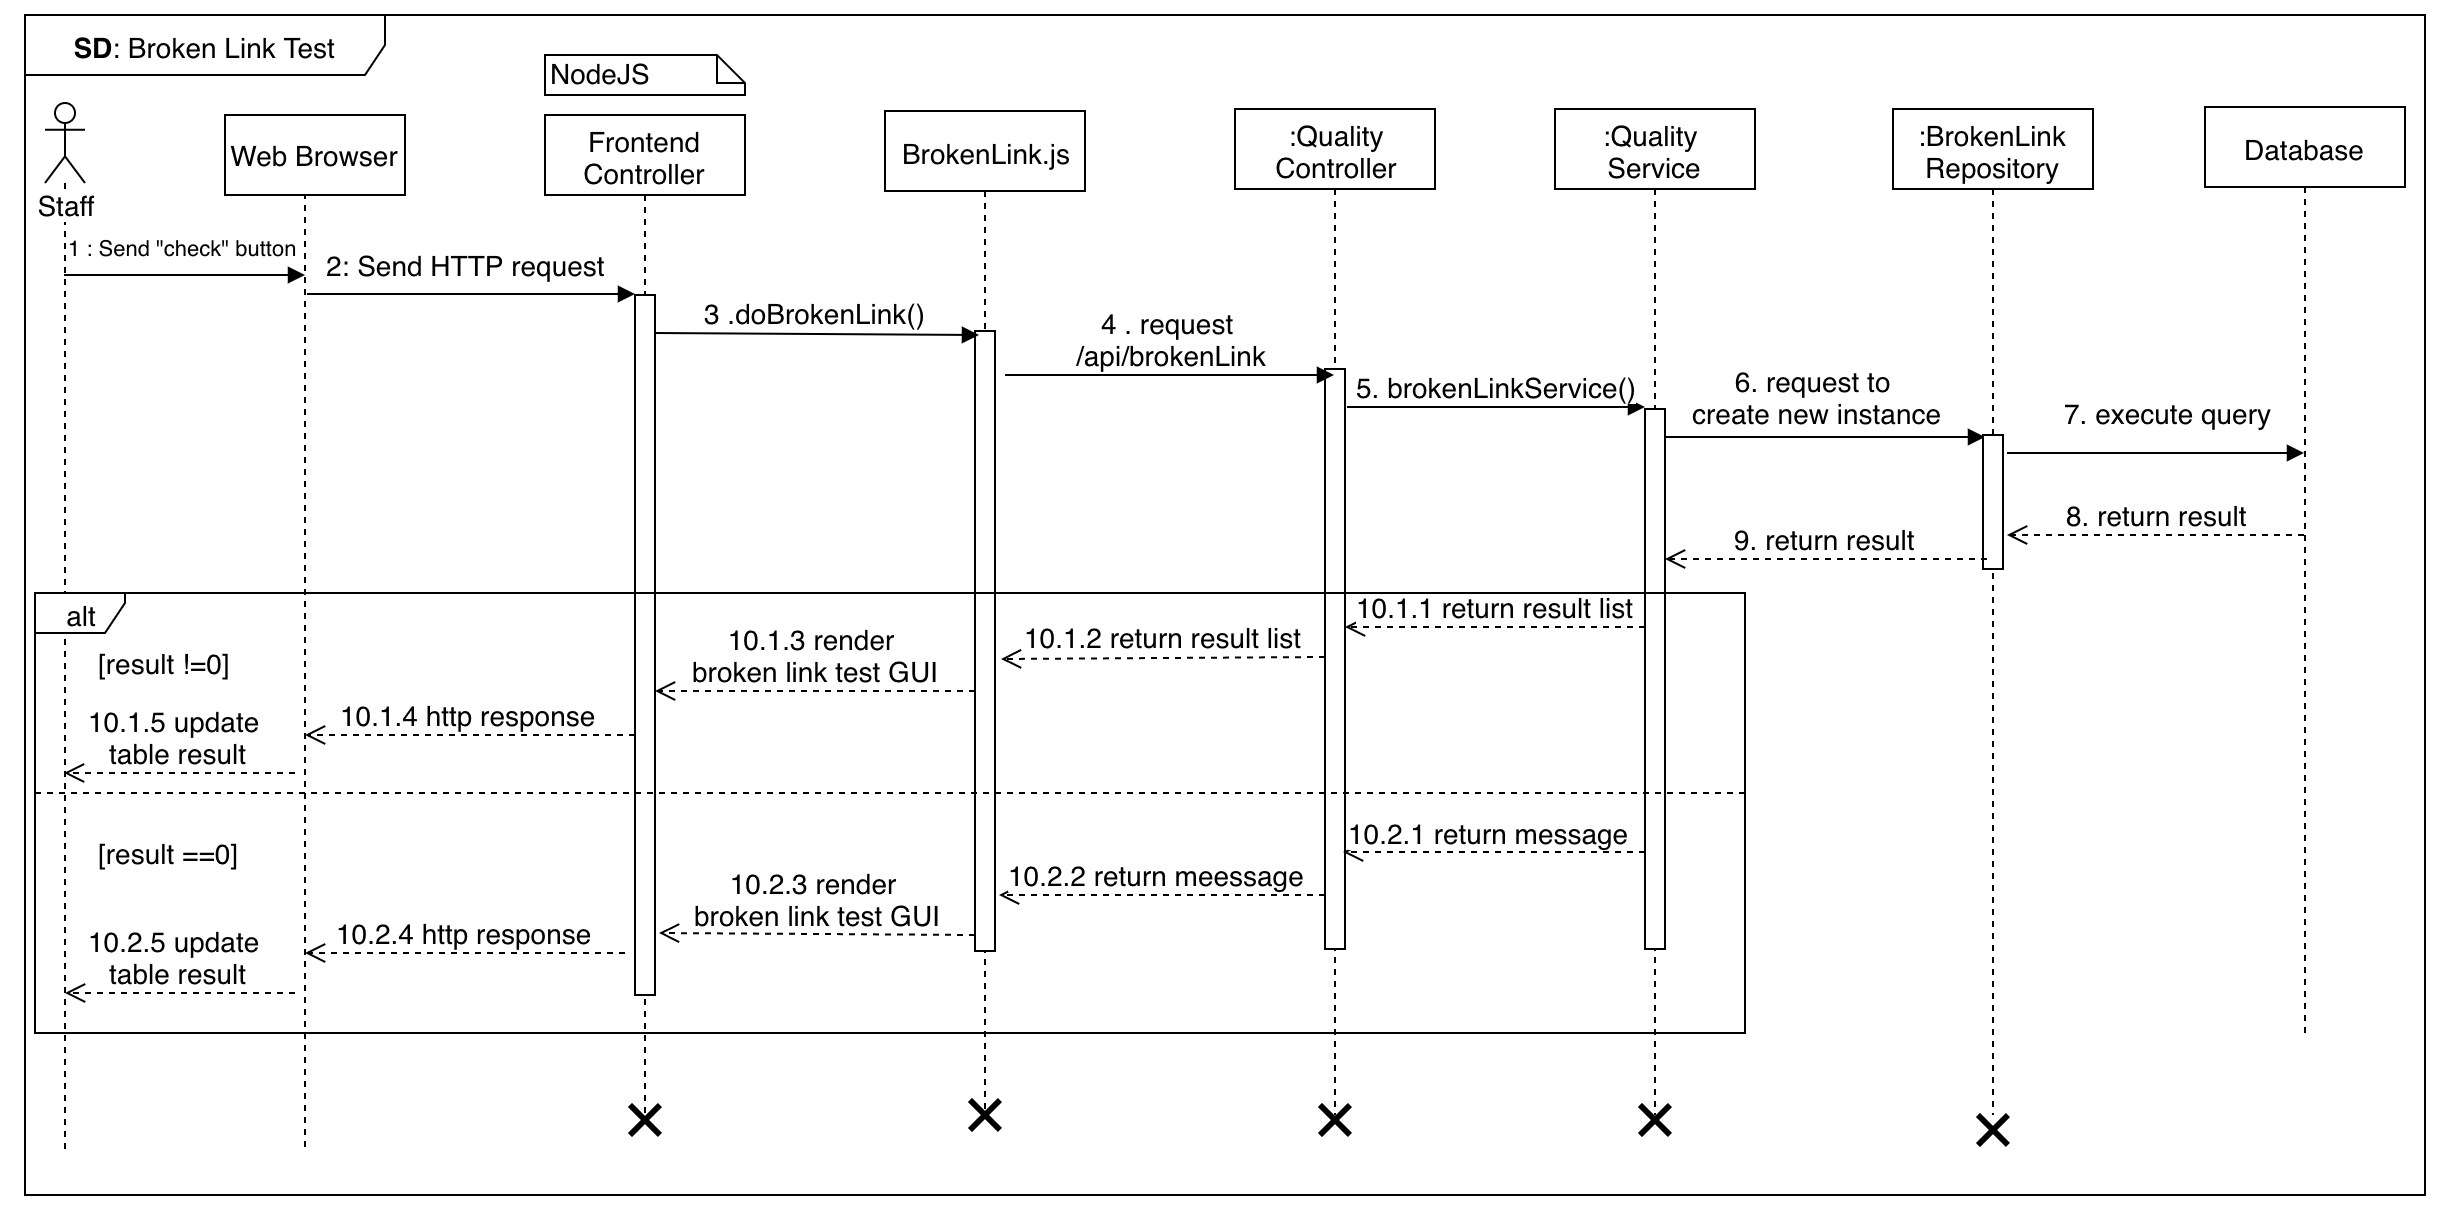 SD: Broken Link Test
NodeJS
Staff
Web Browser
Frontend
Controller
BrokenLink.js
:Quality
Controller
:Quality
Service
:BrokenLink
Repository
Database
1 : Send "check" button
2: Send HTTP request
3 .doBrokenLink()
4 . request
/api/brokenLink
5. brokenLinkService()
6. request to
create new instance
7. execute query
8. return result
9. return result
alt
[result !=0]
10.1.1 return result list
10.1.2 return result list
10.1.3 render
broken link test GUI
10.1.4 http response
10.1.5 update
table result
[result ==0]
10.2.1 return message
10.2.2 return meessage
10.2.3 render
broken link test GUI
10.2.4 http response
10.2.5 update
table result